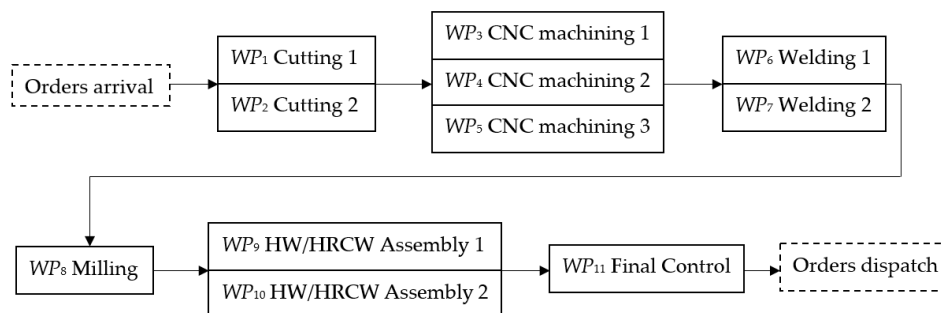 Orders arrival
WP₁ Cutting 1
WP₂ Cutting 2
WP₃ CNC machining 1
WP₄ CNC machining 2
WP₅ CNC machining 3
WP₆ Welding 1
WP₇ Welding 2
WP₈ Milling
WP₉ HW/HRCW Assembly 1
WP₁₀ HW/HRCW Assembly 2
WP₁₁ Final Control
Orders dispatch